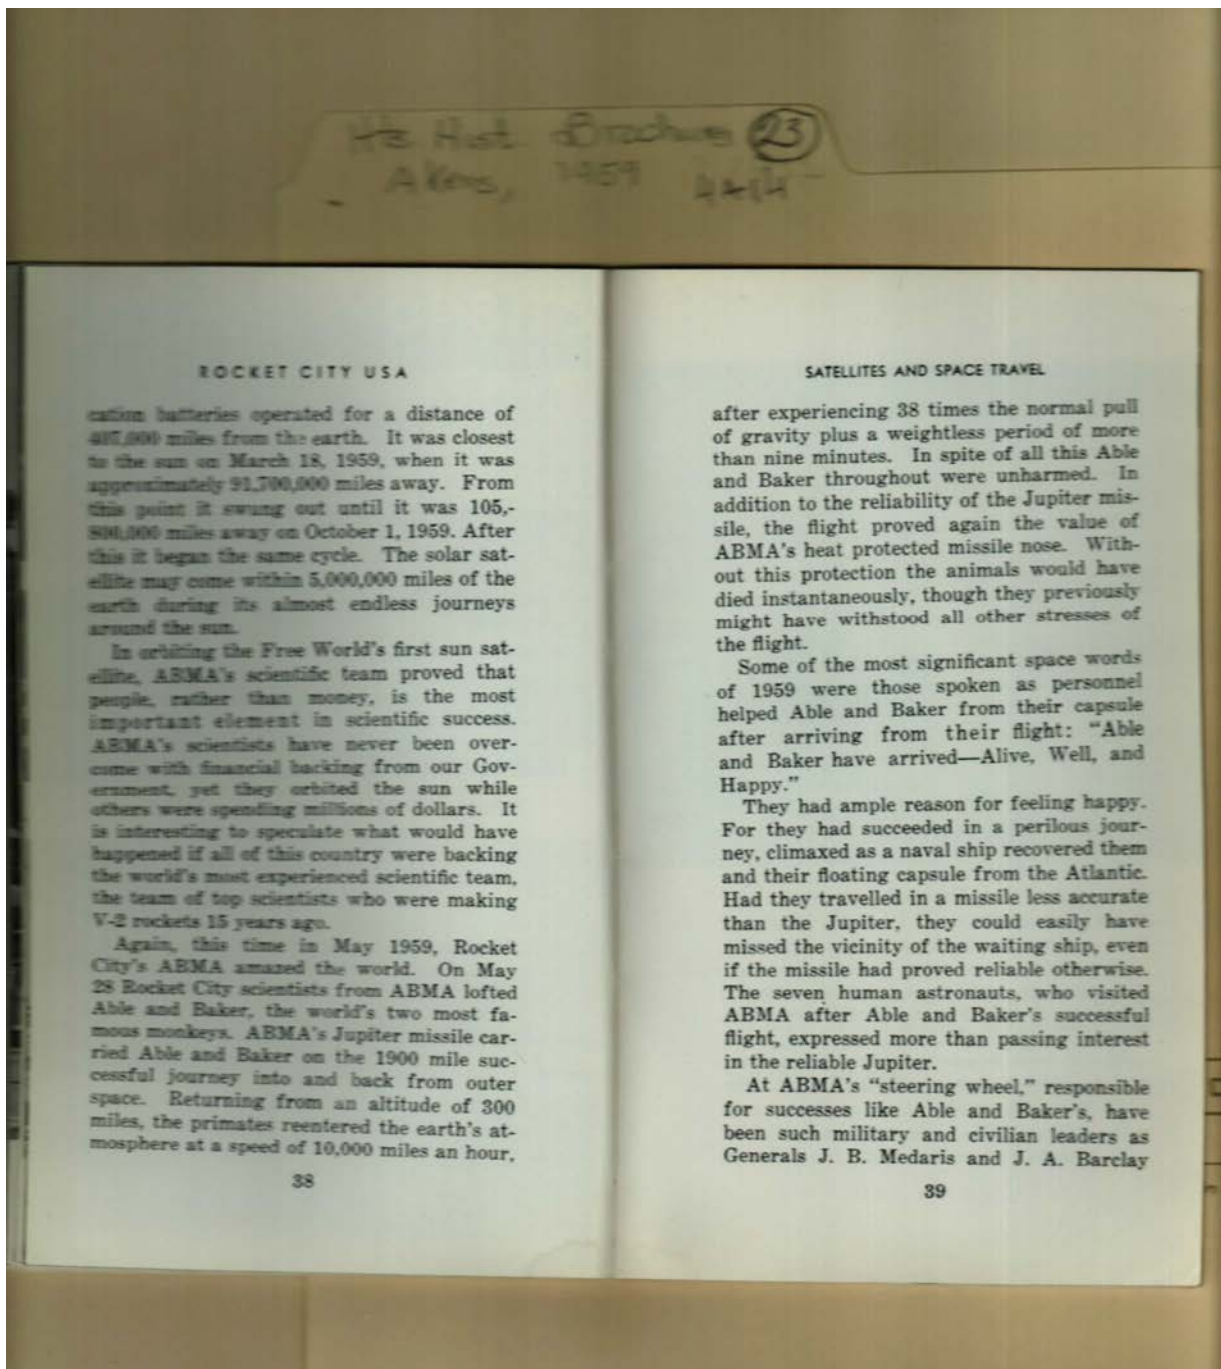 Hist. Brochure 23
Akens, 1959
ROCKET CITY USA
cation batteries operated for a distance of
407,000 miles from the earth. It was closest
to the sun on March 18, 1959, when it was
approximately 91,700,000 miles away. From
this point it swung out until it was 105,-
800,000 miles away on October 1, 1959. After
this it began the same cycle. The solar sat-
ellite may come within 5,000,000 miles of the
earth during its almost endless journeys
around the sun.
In orbiting the Free World's first sun sat-
ellite, ABMA's scientific team proved that
people, rather than money, is the most
important element in scientific success.
ABMA's scientists have never been over-
come with financial backing from our Gov-
ernment, yet they orbited the sun while
others were spending millions of dollars. It
is interesting to speculate what would have
happened if all of this country were backing
the world's most experienced scientific team,
the team of top scientists who were making
V-2 rockets 15 years ago.
Again, this time in May 1959, Rocket
City's ABMA amazed the world. On May
28 Rocket City scientists from ABMA lofted
Able and Baker, the world's two most fa-
mous monkeys. ABMA's Jupiter missile car-
ried Able and Baker on the 1900 mile suc-
cessful journey into and back from outer
space. Returning from an altitude of 300
miles, the primates reentered the earth's at-
mosphere at a speed of 10,000 miles an hour,
38
SATELLITES AND SPACE TRAVEL
after experiencing 38 times the normal pull
of gravity plus a weightless period of more
than nine minutes. In spite of all this Able
and Baker throughout were unharmed. In
addition to the reliability of the Jupiter mis-
sile, the flight proved again the value of
ABMA's heat protected missile nose. With-
out this protection the animals would have
died instantaneously, though they previously
might have withstood all other stresses of
the flight.
Some of the most significant space words
of 1959 were those spoken as personnel
helped Able and Baker from their capsule
after arriving from their flight: "Able
and Baker have arrived—Alive, Well, and
Happy."
They had ample reason for feeling happy.
For they had succeeded in a perilous jour-
ney, climaxed as a naval ship recovered them
and their floating capsule from the Atlantic.
Had they travelled in a missile less accurate
than the Jupiter, they could easily have
missed the vicinity of the waiting ship, even
if the missile had proved reliable otherwise.
The seven human astronauts, who visited
ABMA after Able and Baker's successful
flight, expressed more than passing interest
in the reliable Jupiter.
At ABMA's "steering wheel," responsible
for successes like Able and Baker's, have
been such military and civilian leaders as
Generals J. B. Medaris and J. A. Barclay
39